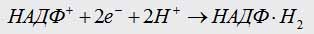 НАДФ⁺ + 2e⁻ + 2H⁺ → НАДФ · H₂